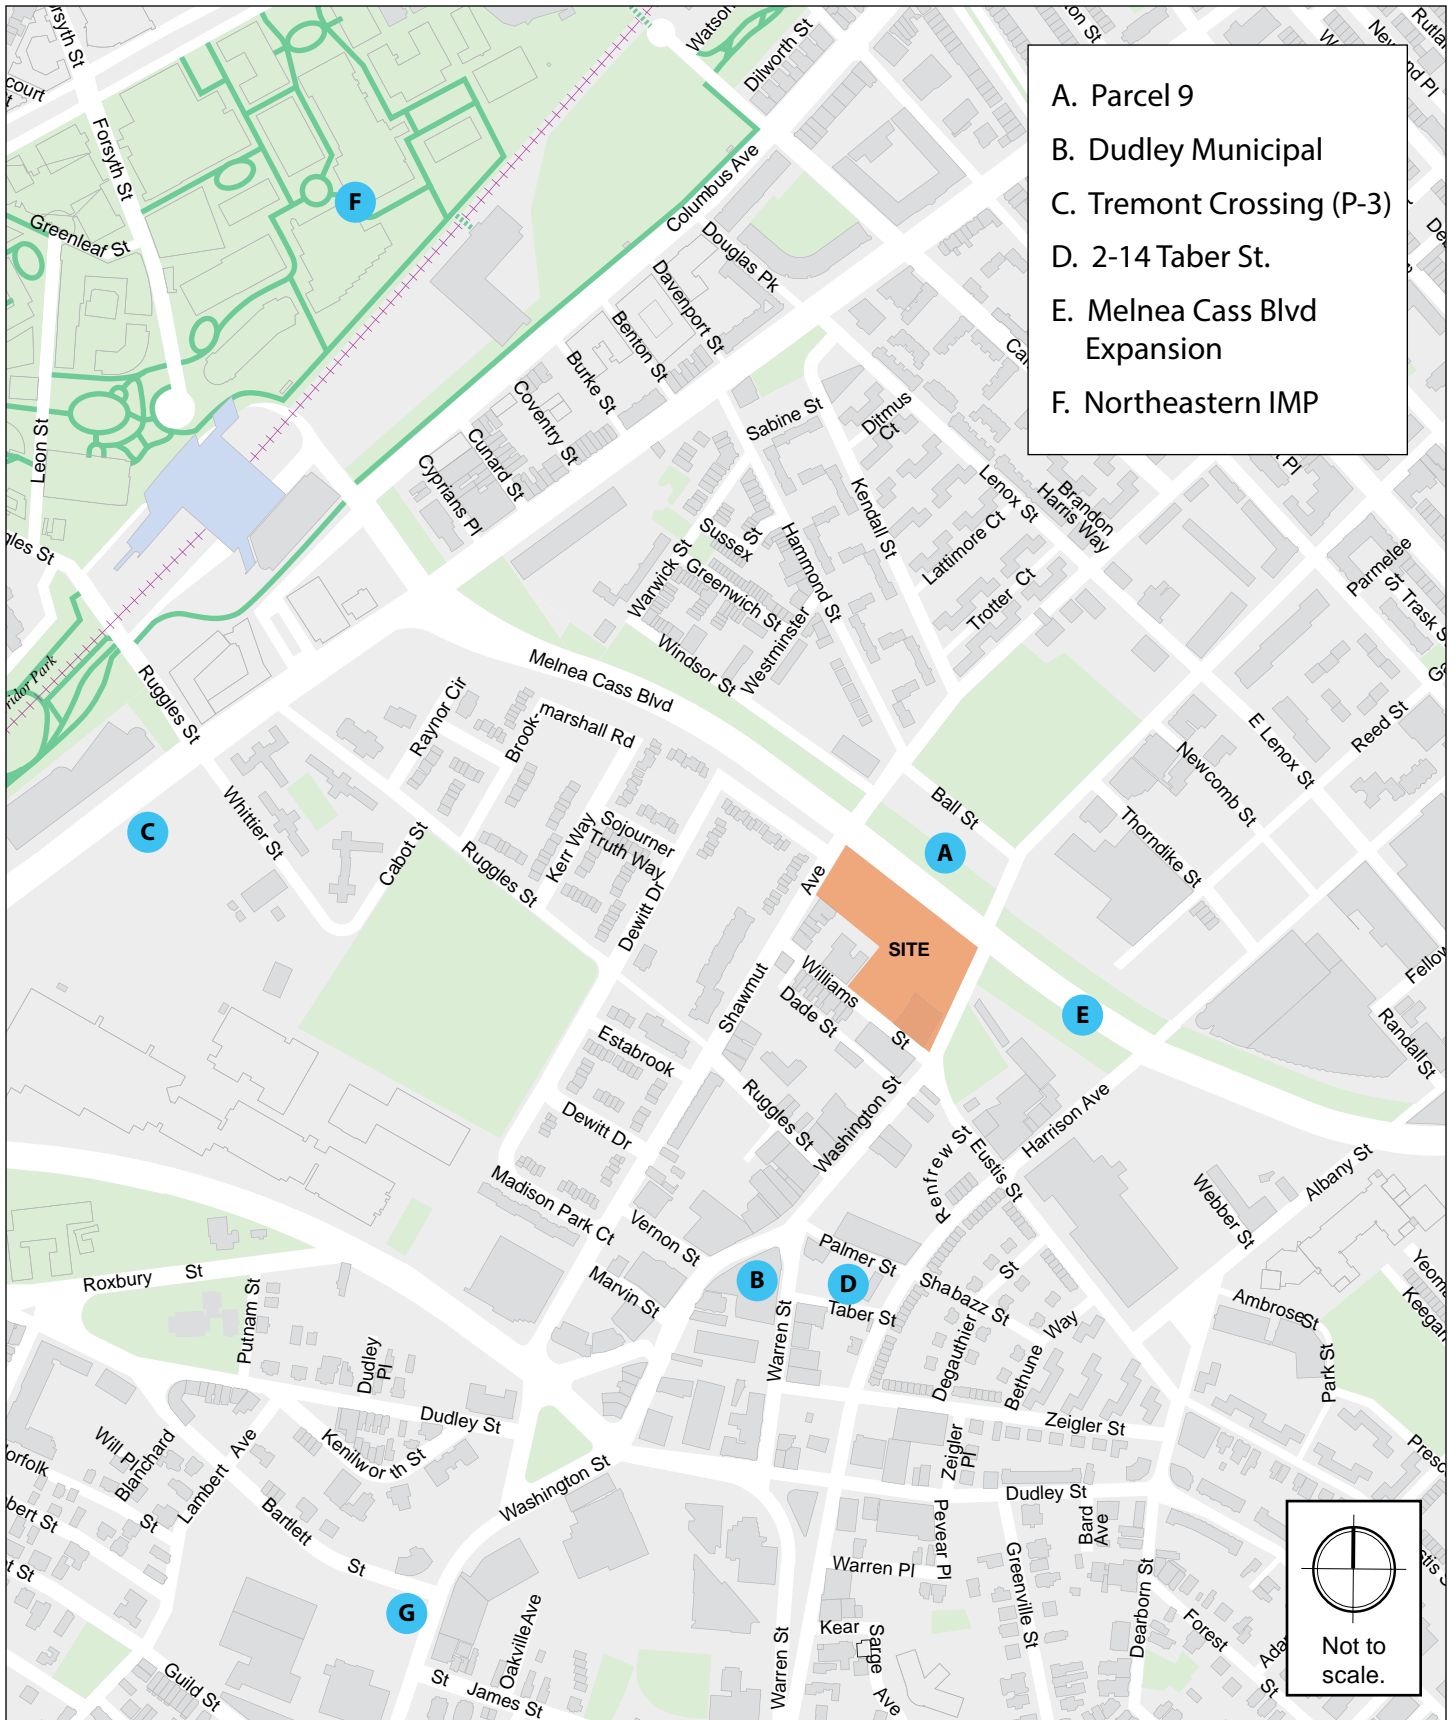 A. Parcel 9
B. Dudley Municipal
C. Tremont Crossing (P-3)
D. 2-14 Taber St.
E. Melnea Cass Blvd
Expansion
F. Northeastern IMP
Forsyth St
Greenleaf St
Leon St
F
Dilworth St
Columbus Ave
Douglas Pk
Davenport St
Benton St
Burke St
Coventry St
Cunard St
Cyprians Pl
Sabine St
Ditmus
Ct
Lenox St
Brandon
Harris Way
Kendall St
Lattimore Ct
Trotter Ct
Hammond St
Sussex
St
Warwick St
Greenwich St
Westminster
Windsor St
Parmelee
St
Trask S
Reed St
E Lenox St
Newcomb St
Thorndike St
Ball St
Melnea Cass Blvd
Ruggles St
Raynor Cir
Brook-
marshall Rd
Whittier St
Cabot St
Ruggles St
Kerr Way
Sojourner
Truth Way
Dewitt Dr
C
A
SITE
E
Shawmut
Ave
Williams
St
Dade St
Estabrook
Dewitt Dr
Ruggles St
Washington St
Renfrew St
Eustis St
Harrison Ave
Randall St
Albany St
Webber St
Madison Park Ct
Vernon St
Marvin St
Palmer St
B
D
Taber St
Warren St
Shabazz St
St
Degauthier
Bethune Way
Ambrose St
Park St
Roxbury St
Putnam St
Dudley
Pl
Dudley St
Kenilworth St
Will Pl
Blanchard
St
Lambert Ave
Bartlett
St
Washington St
Zeigler St
Zeigler
Pl
Dudley St
Pevear Pl
Bard
Ave
Greenville St
Dearborn St
Forest
St
Warren Pl
Kear
Sarge
Ave
Warren St
G
Oakville Ave
St James St
Guild St
Not to
scale.